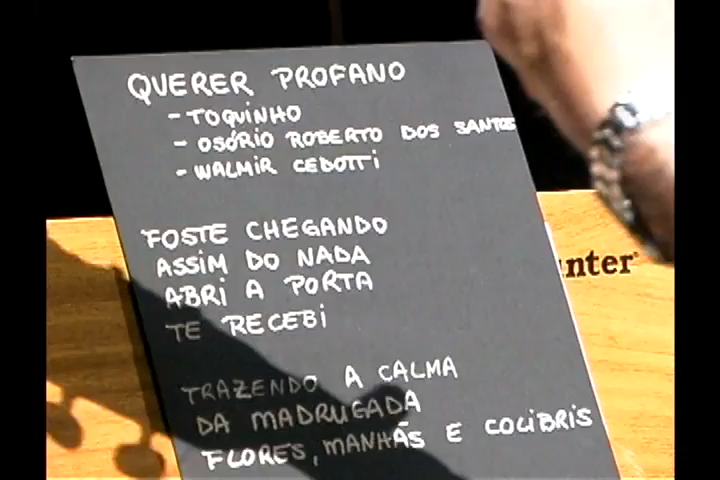 QUERER PROFANO
- TOQUINHO
- OSÓRIO ROBERTO DOS SANTOS
- WALMIR CEDOTTI
FOSTE CHEGANDO
ASSIM DO NADA
ABRI A PORTA
TE RECEBI
TRAZENDO A CALMA
DA MADRUGADA
FLORES, MANHÃS E COLIBRIS